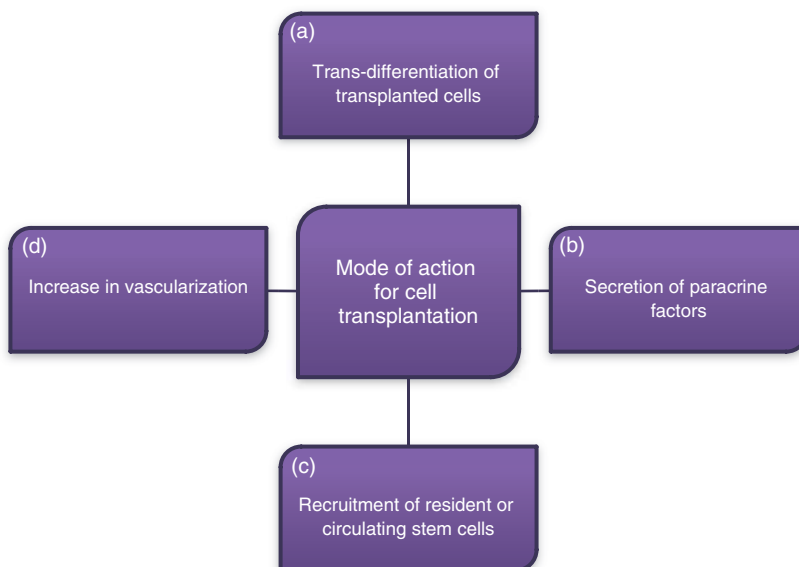 (a)
Trans-differentiation of
transplanted cells
(d)
Increase in vascularization
Mode of action
for cell
transplantation
(b)
Secretion of paracrine
factors
(c)
Recruitment of resident or
circulating stem cells